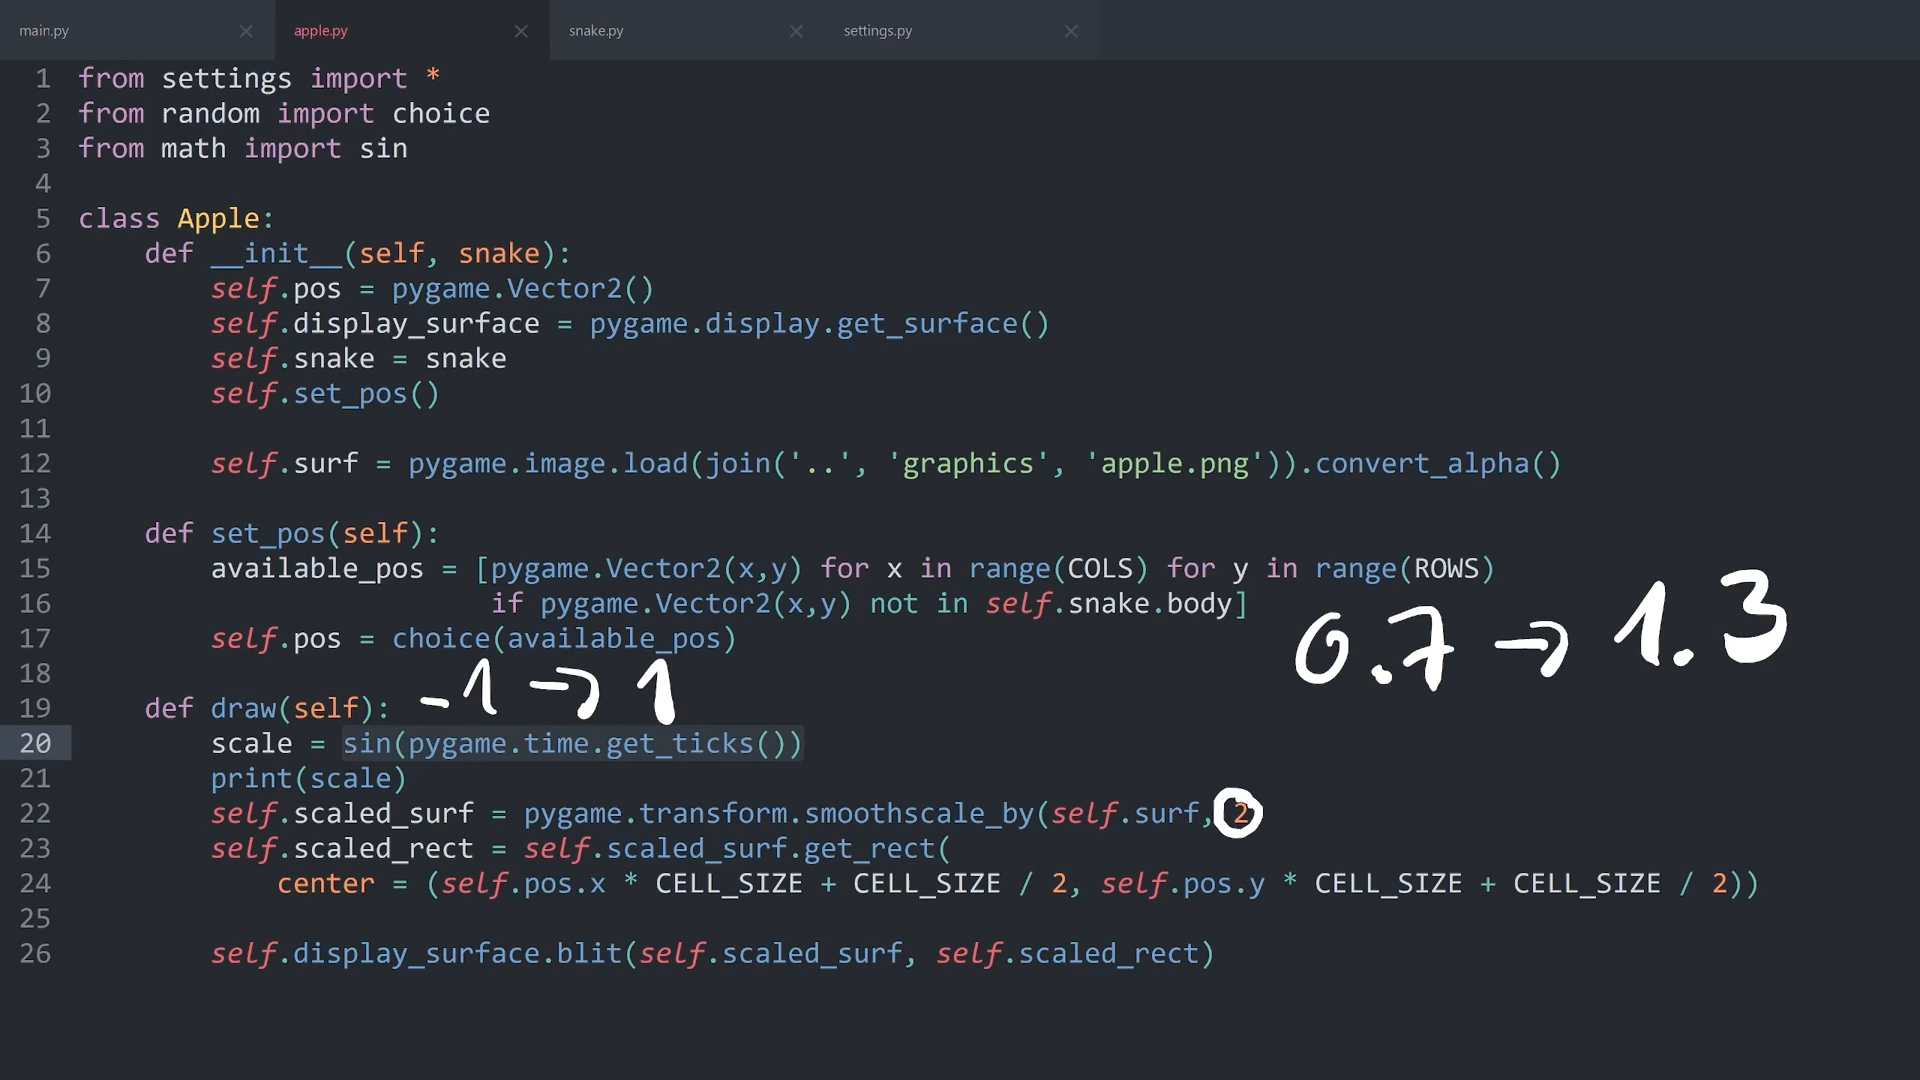 main.py × apple.py × snake.py × settings.py ×
1 from settings import *
2 from random import choice
3 from math import sin
4
5 class Apple:
6     def __init__(self, snake):
7         self.pos = pygame.Vector2()
8         self.display_surface = pygame.display.get_surface()
9         self.snake = snake
10         self.set_pos()
11
12         self.surf = pygame.image.load(join('..', 'graphics', 'apple.png')).convert_alpha()
13
14     def set_pos(self):
15         available_pos = [pygame.Vector2(x,y) for x in range(COLS) for y in range(ROWS)
16                          if pygame.Vector2(x,y) not in self.snake.body]
0.7 → 1.3
17         self.pos = choice(available_pos)
18
-1 → 1
19     def draw(self):
20         scale = sin(pygame.time.get_ticks())
21         print(scale)
22         self.scaled_surf = pygame.transform.smoothscale_by(self.surf, 2
23         self.scaled_rect = self.scaled_surf.get_rect(
24             center = (self.pos.x * CELL_SIZE + CELL_SIZE / 2, self.pos.y * CELL_SIZE + CELL_SIZE / 2))
25
26         self.display_surface.blit(self.scaled_surf, self.scaled_rect)